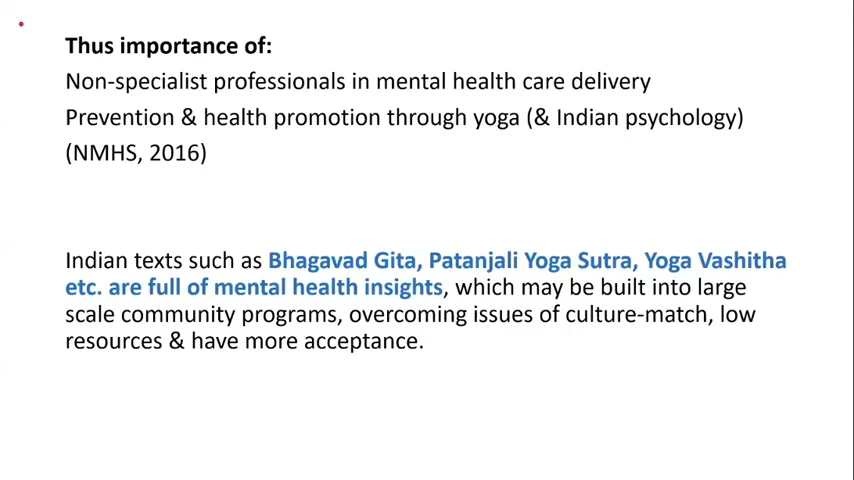 Thus importance of:
Non-specialist professionals in mental health care delivery
Prevention & health promotion through yoga (& Indian psychology)
(NMHS, 2016)
Indian texts such as Bhagavad Gita, Patanjali Yoga Sutra, Yoga Vashitha
etc. are full of mental health insights, which may be built into large
scale community programs, overcoming issues of culture-match, low
resources & have more acceptance.